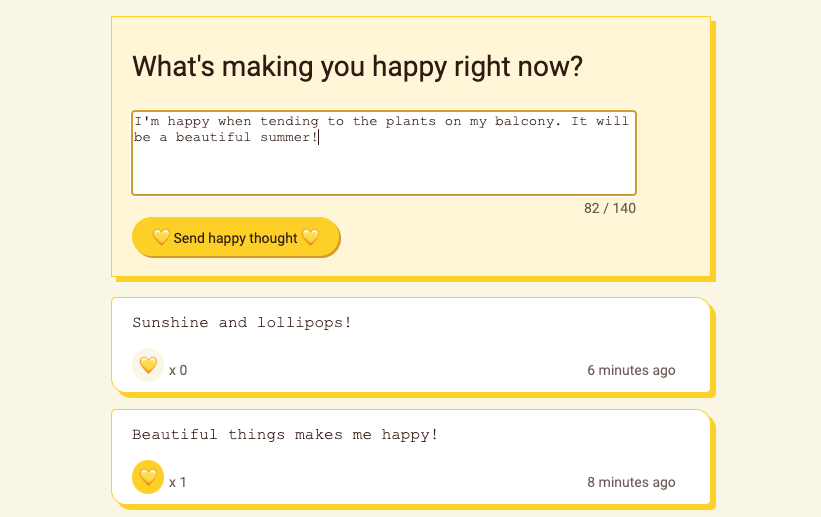 What's making you happy right now?
I'm happy when tending to the plants on my balcony. It will
be a beautiful summer!
82 / 140
Send happy thought
Sunshine and lollipops!
x 0
6 minutes ago
Beautiful things makes me happy!
x 1
8 minutes ago